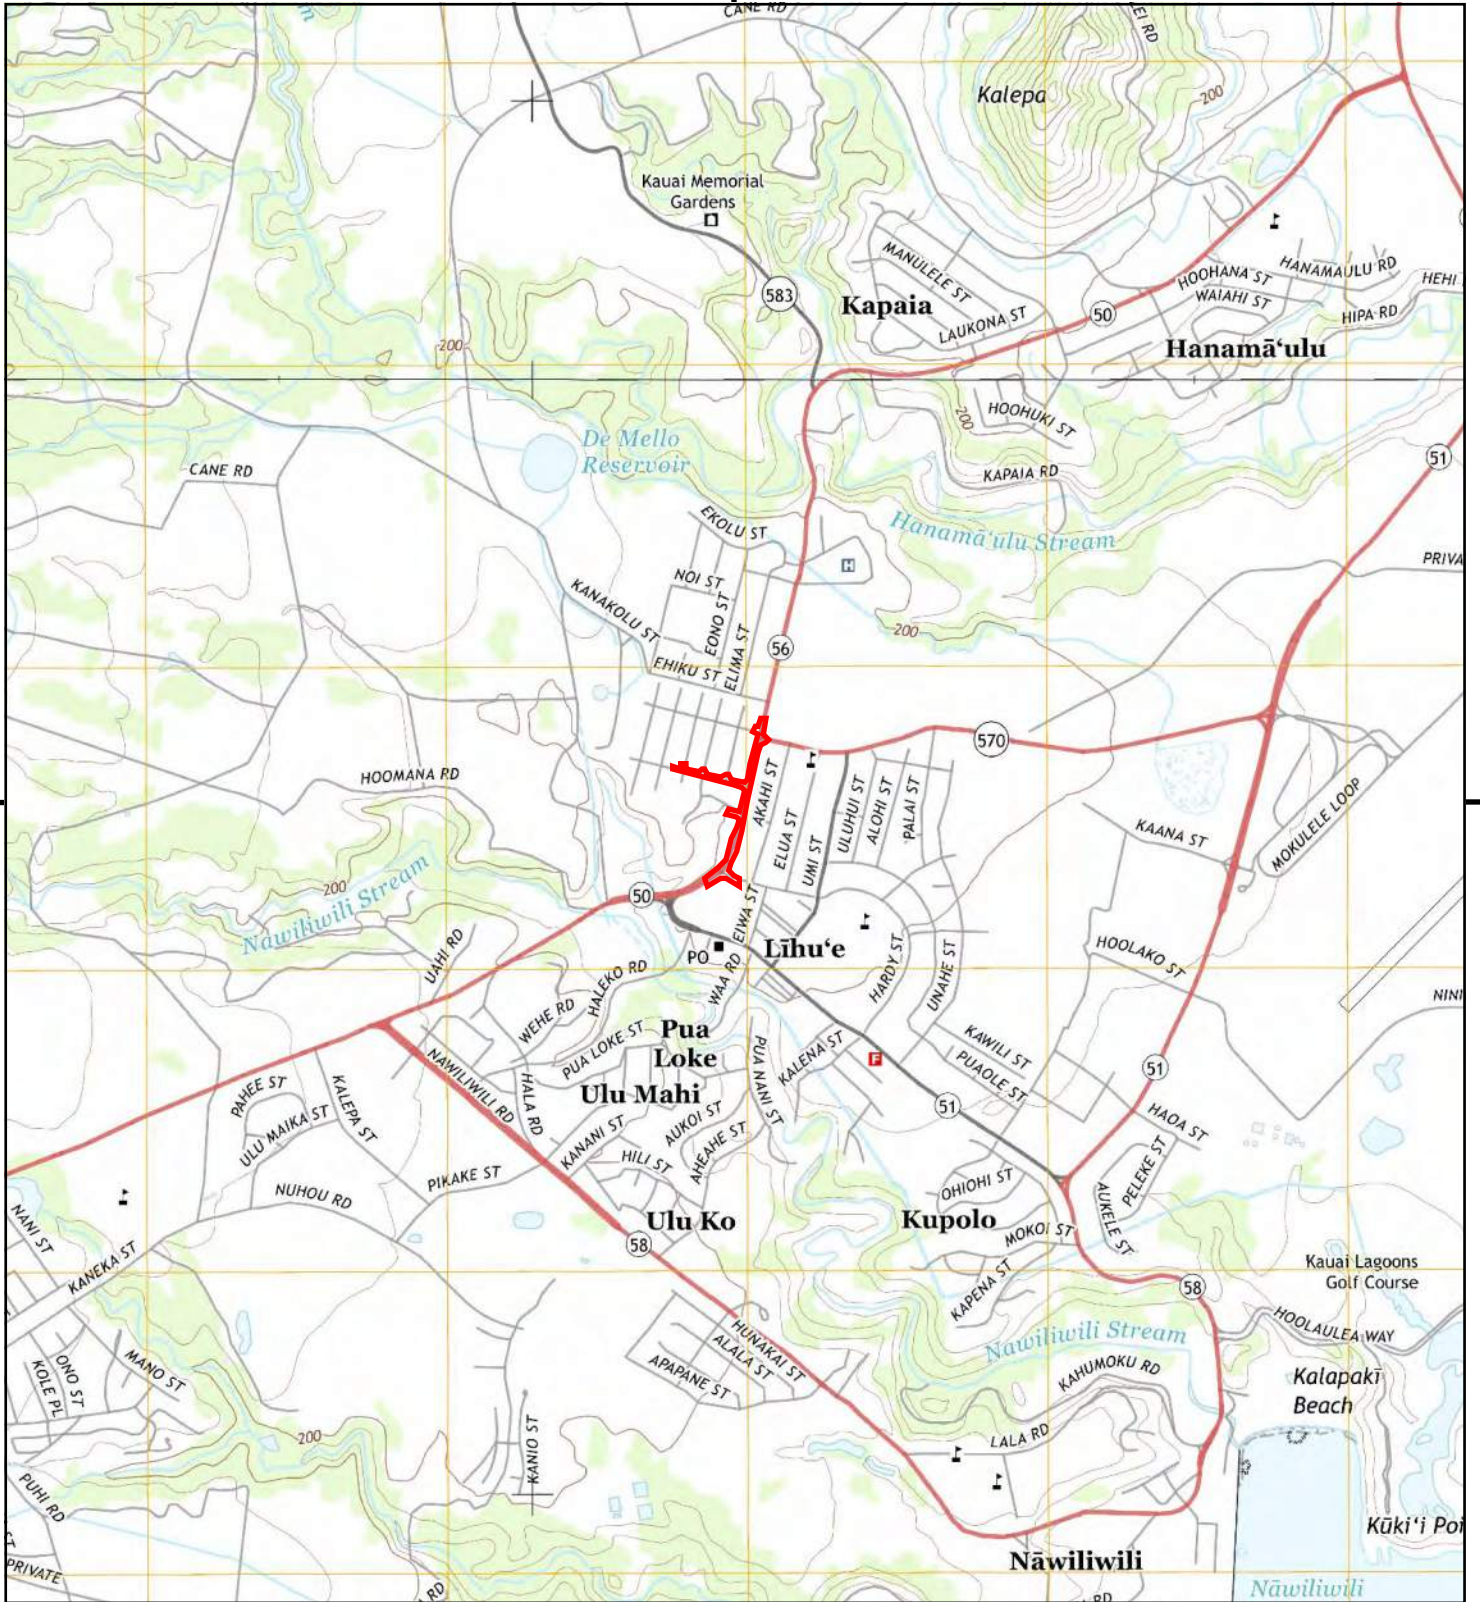 CANE RD
EI RD
Kalepa
200
Kauai Memorial
Gardens
583
MANULELE ST
Kapaia
LAUKONA ST
50
HOOHANA ST
HANAMAULU RD
WAIAHI ST
HEHI
HIPA RD
Hanamā‘ulu
200
HOOHUKI ST
200
KAPAIA RD
De Mello
Reservoir
CANE RD
51
EKOLU ST
Hanamā‘ulu Stream
H
PRIVA
NOI ST
KANAKOLU ST
EONO ST
ELIMA ST
EHIKU ST
56
200
570
HOOMANA RD
AKAHI ST
ELUA ST
UMI ST
ULUHUI ST
ALOHI ST
PALAI ST
KAANA ST
MOKULELE LOOP
200
Nāwiliwili Stream
50
EIWA ST
Līhu‘e
PO
UAHI RD
HALEKO RD
WAA RD
HARDY ST
UNAHE ST
HOOLAKO ST
NINI
WEHE RD
PUA LOKE ST
Pua
Loke
PUA NANI ST
KALENA ST
F
KAWILI ST
PUAOLE ST
51
51
NAWILIWILI RD
HALA RD
Ulu Mahi
PAHEE ST
ULU MAIKA ST
KALEPA ST
KANANI ST
AUKOI ST
HILI ST
AHEAHE ST
HAOA ST
PELEKE ST
AUKELE ST
PIKAKE ST
NUHOU RD
OHIOHI ST
Ulu Ko
Kupolo
MOKOI ST
NANI ST
KANEKA ST
58
KAPENA ST
58
Kauai Lagoons
Golf Course
HOOLAULEA WAY
Nawiliwili Stream
HUNAKAI ST
ALALA ST
APAPANE ST
MANO ST
ONO ST
KOLE PL
KAHUMOKU RD
Kalapakī
Beach
LALA RD
200
KANIO ST
PUHI RD
ST
PRIVATE
RD
Kūki‘i Poi
Nāwiliwili
Nāwiliwili
RD